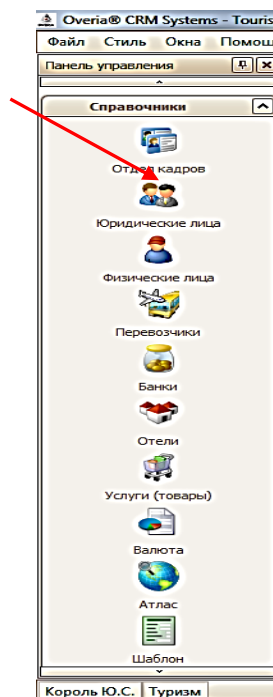 Overia® CRM Systems - Touris
Файл Стиль Окна Помощ
Панель управления
Справочники
Отдел кадров
Юридические лица
Физические лица
Перевозчики
Банки
Отели
Услуги (товары)
Валюта
Атлас
Шаблон
Король Ю.С. Туризм